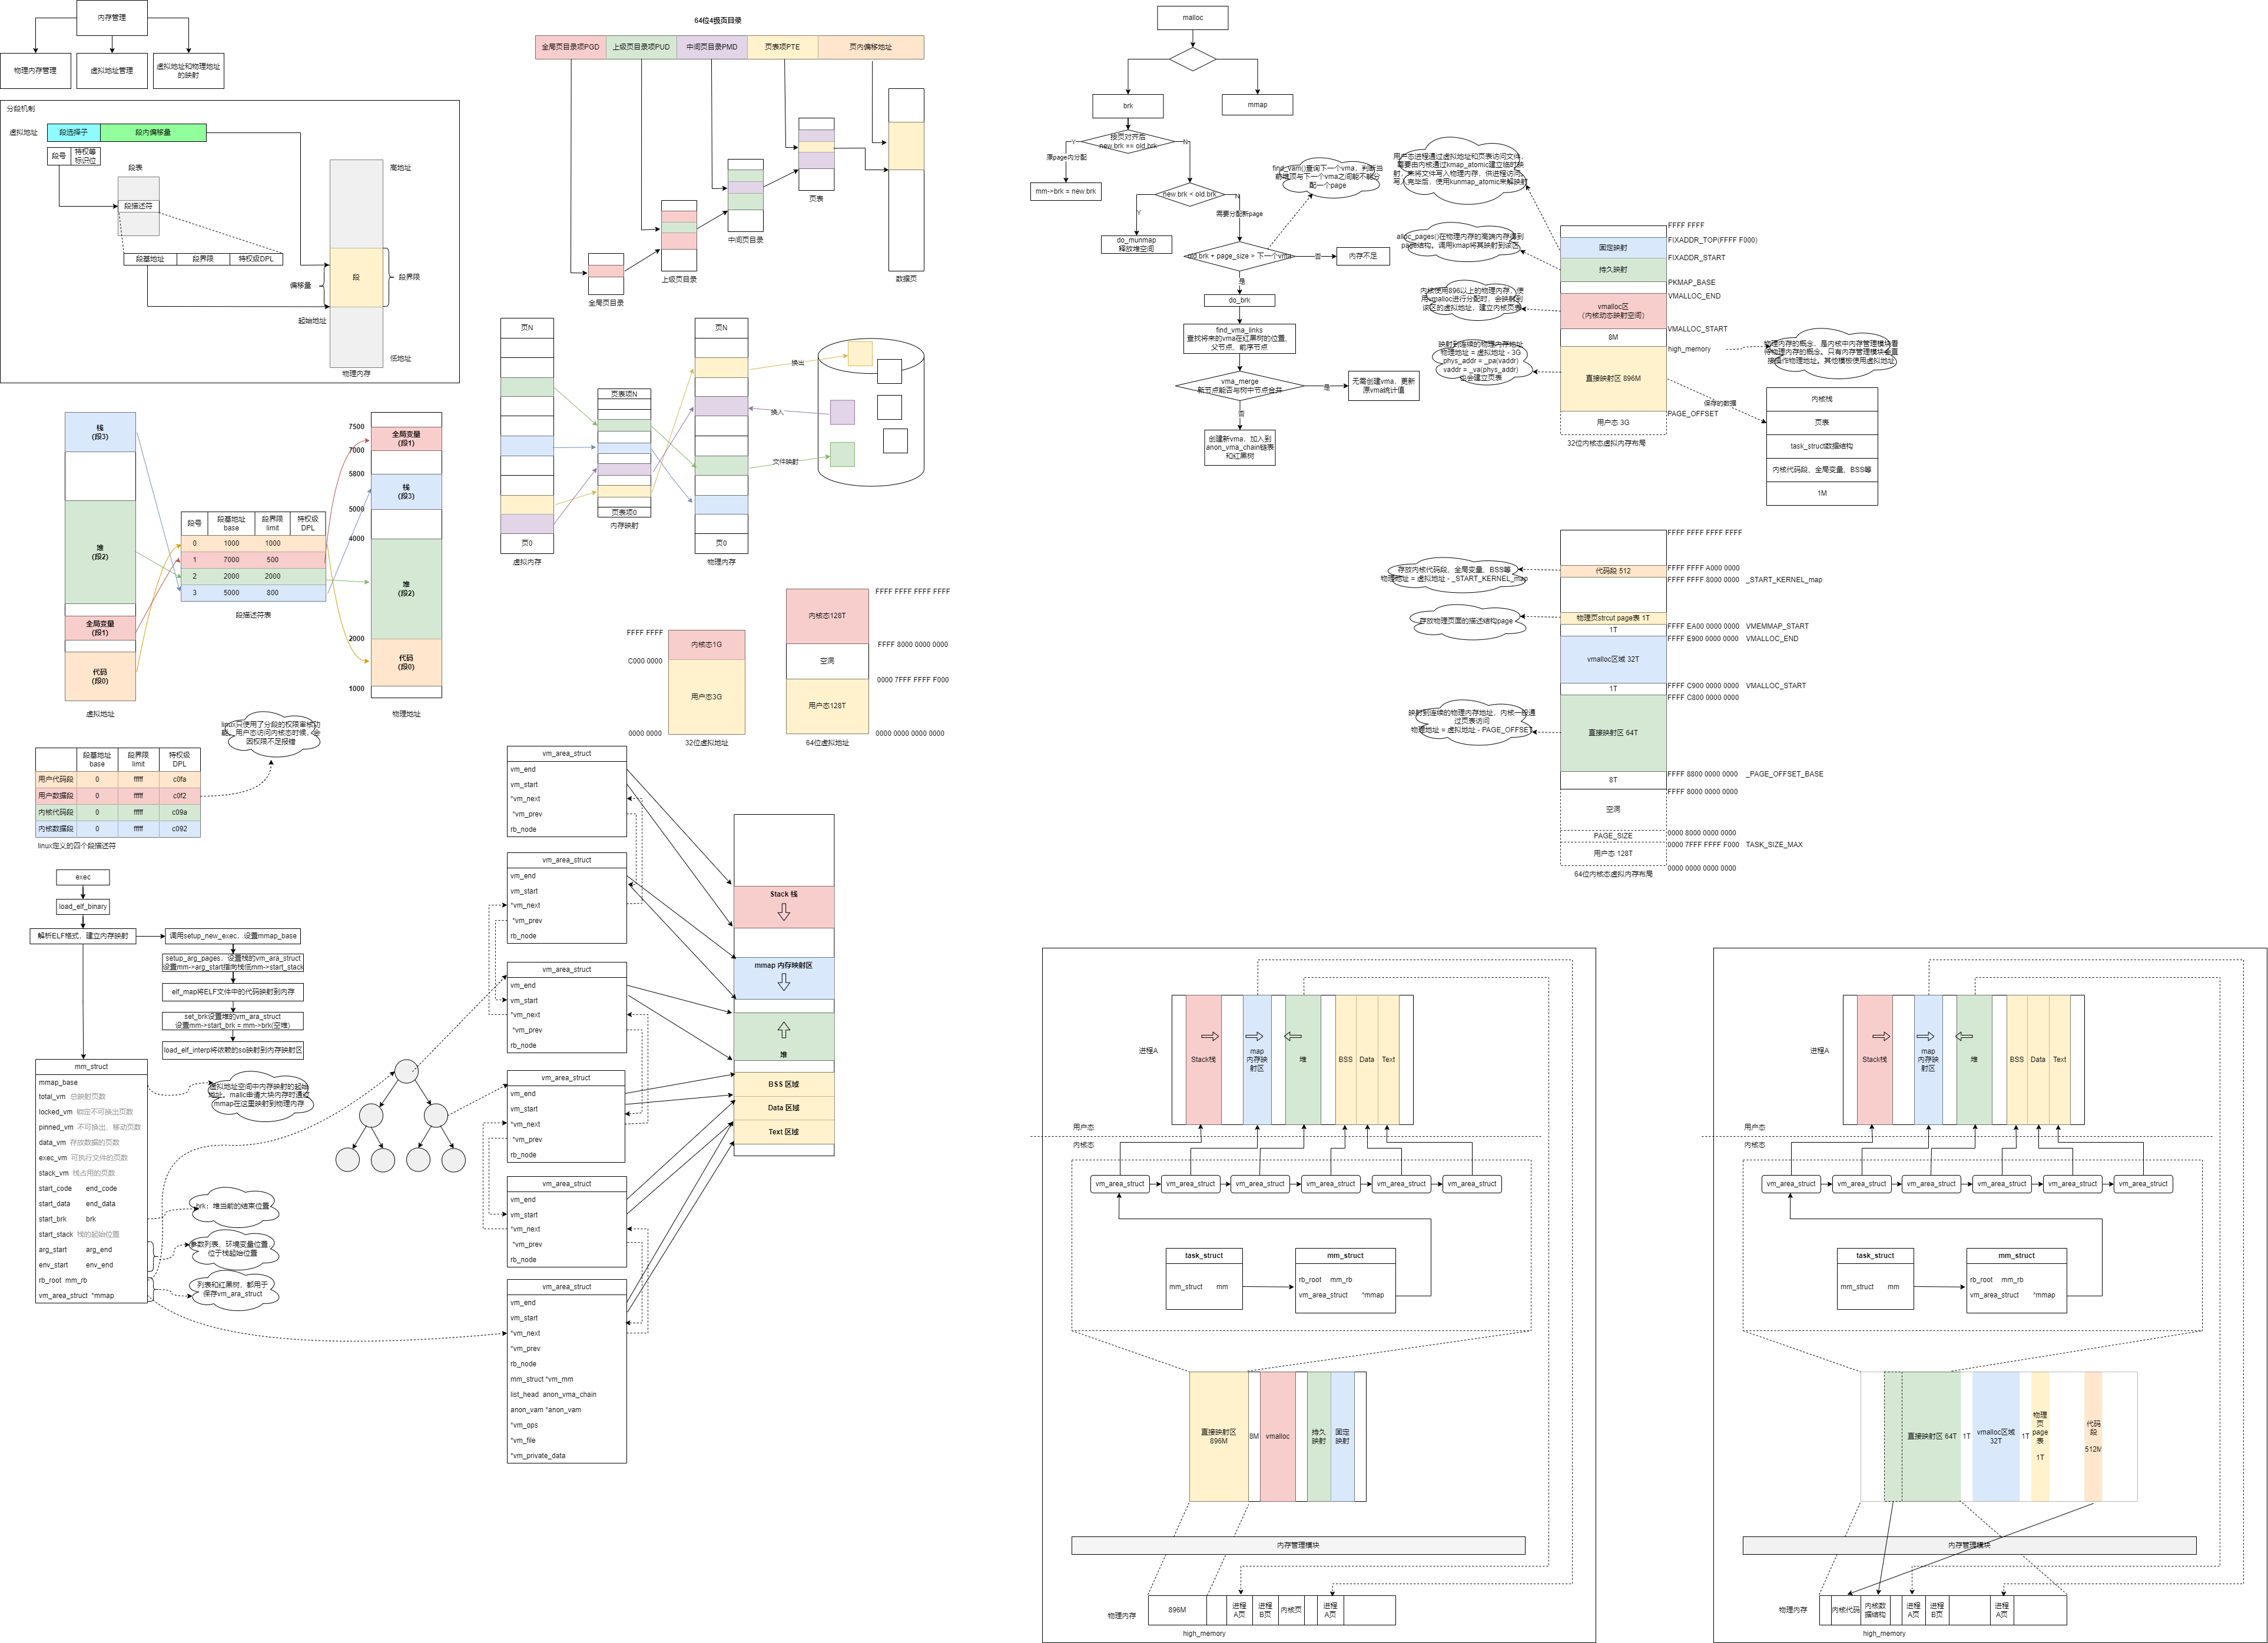 内存管理
物理内存管理
虚拟地址管理
虚拟地址和物理地址
的映射
分段机制
虚拟地址
段选择子
段内偏移量
段号
特权等
标识位
段表
段描述符
段基地址
段界限
特权级DPL
高地址
段
偏移量
段界限
起始地址
低地址
物理内存
64位4极页目录
全局页目录项PGD
上级页目录项PUD
中间页目录PMD
页表项PTE
页内偏移地址
全局页目录
上级页目录
中间页目录
页表
数据页
页N
页0
虚拟内存
页表项N
页表项0
内存映射
页N
页0
物理内存
换出
换入
文件映射
栈
(段3)
堆
(段2)
全局变量
(段1)
代码
(段0)
虚拟地址
段号
段基地址
base
段界限
limit
特权级
DPL
0 1000 1000
1 7000 500
2 2000 2000
3 5000 800
段描述符表
7500
全局变量
(段1)
7000
5800
栈
(段3)
5000
4000
堆
(段2)
2000
代码
(段0)
1000
物理地址
linux只使用了分段的权限审核功
能。用户态访问内核态时候，会
因权限不足报错
段基地址
base
段界限
limit
特权级
DPL
用户代码段 0 fffff c0fa
用户数据段 0 fffff c0f2
内核代码段 0 fffff c09a
内核数据段 0 fffff c092
linux定义的四个段描述符
FFFF FFFF
内核态1G
C000 0000
用户态3G
0000 0000
32位虚拟地址
FFFF FFFF FFFF FFFF
内核态128T
FFFF 8000 0000 0000
空洞
0000 7FFF FFFF F000
用户态128T
0000 0000 0000 0000
64位虚拟地址
exec
load_elf_binary
解析ELF格式，建立内存映射
调用setup_new_exec，设置mmap_base
setup_arg_pages，设置栈的vm_ara_struct
设置mm->arg_start指向栈低mm->start_stack
elf_map将ELF文件中的代码映射到内存
set_brk设置堆的vm_ara_struct
设置mm->start_brk = mm->brk(空堆)
load_elf_interp将依赖的so映射到内存映射区
mm_struct
mmap_base
total_vm 总映射页数
locked_vm 锁定不可换出页数
pinned_vm 不可换出、移动页数
data_vm 存放数据的页数
exec_vm 可执行文件的页数
stack_vm 栈占用的页数
start_code end_code
start_data end_data
start_brk brk
start_stack 栈的起始位置
arg_start arg_end
env_start env_end
rb_root mm_rb
vm_area_struct *mmap
虚拟地址空间中内存映射的起始
地址。mallc申请大块内存时通过
mmap在这里映射到物理内存
brk：堆当前的结束位置
参数列表、环境变量位置，
位于栈起始位置
列表和红黑树，都用于
保存vm_ara_struct
vm_area_struct
vm_end
vm_start
*vm_next
*vm_prev
rb_node
vm_area_struct
vm_end
vm_start
*vm_next
*vm_prev
rb_node
vm_area_struct
vm_end
vm_start
*vm_next
*vm_prev
rb_node
vm_area_struct
vm_end
vm_start
*vm_next
*vm_prev
rb_node
vm_area_struct
vm_end
vm_start
*vm_next
*vm_prev
rb_node
vm_area_struct
vm_end
vm_start
*vm_next
*vm_prev
rb_node
mm_struct *vm_mm
list_head anon_vma_chain
anon_vam *anon_vam
*vm_ops
*vm_file
*vm_private_data
Stack 栈
mmap 内存映射区
堆
BSS 区域
Data 区域
Text 区域
malloc
brk
mmap
按页对齐后
new.brk == old.brk
Y
N
原page内分配
mm->brk = new.brk
new.brk < old.brk
Y
N
do_munmap
释放堆空间
需要分配新page
find_vam()查询下一个vma，判断当
前堆顶与下一个vma之间能不能分
配一个page
old.brk + page_size > 下一个vma
否
内存不足
是
do_brk
find_vma_links
查找将来的vma在红黑树的位置，
父节点、前序节点
vma_merge
新节点能否与树中节点合并
是
无需创建vma，更新
原vma统计值
否
创建新vma，加入到
anon_vma_chain链表
和红黑树
用户态进程通过虚拟地址和页表访问文件，
需要由内核通过kmap_atomic建立临时映
射，来将文件写入物理内存，供进程访问。
写入完毕后，使用kunmap_atomic来解映射
alloc_pages()在物理内存的高端内存得到
page结构。调用kmap将其映射到该区
内核使用896以上的物理内存，使
用vmalloc进行分配时，会映射到
该区的虚拟地址，建立内核页表
映射到连续的物理内存地址
物理地址 = 虚拟地址 - 3G
phys_addr = _pa(vaddr)
vaddr = _va(phys_addr)
也会建立页表
FFFF FFFF
固定映射
FIXADDR_TOP(FFFF F000)
FIXADDR_START
持久映射
PKMAP_BASE
VMALLOC_END
vmalloc区
（内核动态映射空间）
VMALLOC_START
8M
high_memory
直接映射区 896M
PAGE_OFFSET
用户态 3G
32位内核态虚拟内存布局
物理内存的概念，是内核中内存管理模块看
待物理内存的概念。只有内存管理模块会直
接操作物理地址。其他模板使用虚拟地址
保存的数据
内核栈
页表
task_struct数据结构
内核代码段、全局变量、BSS等
1M
FFFF FFFF FFFF FFFF
代码段 512
FFFF FFFF A000 0000
FFFF FFFF 8000 0000 _START_KERNEL_map
存放内核代码段、全局变量、BSS等
物理地址 = 虚拟地址 - _START_KERNEL_map
物理页strcut page表 1T
存放物理页面的描述结构page
1T
FFFF EA00 0000 0000 VMEMMAP_START
FFFF E900 0000 0000 VMALLOC_END
vmalloc区域 32T
1T
FFFF C900 0000 0000 VMALLOC_START
FFFF C800 0000 0000
映射到连续的物理内存地址，内核一般通
过页表访问
物理地址 = 虚拟地址 - PAGE_OFFSET
直接映射区 64T
8T
FFFF 8800 0000 0000 _PAGE_OFFSET_BASE
FFFF 8000 0000 0000
空洞
PAGE_SIZE
0000 8000 0000 0000
0000 7FFF FFFF F000 TASK_SIZE_MAX
用户态 128T
0000 0000 0000 0000
64位内核态虚拟内存布局
进程A
Stack栈
map
内存映
射区
堆
BSS
Data
Text
用户态
内核态
vm_area_struct
vm_area_struct
vm_area_struct
vm_area_struct
vm_area_struct
vm_area_struct
task_struct
mm_struct mm
mm_struct
rb_root mm_rb
vm_area_struct *mmap
直接映射区
896M
8M
vmalloc
持久
映射
固定
映射
内存管理模块
物理内存
896M
进程
A页
进程
B页
内核页
进程
A页
high_memory
进程A
Stack栈
map
内存映
射区
堆
BSS
Data
Text
用户态
内核态
vm_area_struct
vm_area_struct
vm_area_struct
vm_area_struct
vm_area_struct
vm_area_struct
task_struct
mm_struct mm
mm_struct
rb_root mm_rb
vm_area_struct *mmap
直接映射区 64T
1T
vmalloc区域
32T
1T
物理
页
page
表
1T
代码
段
512M
内存管理模块
物理内存
内核代码
内核数
据结构
进程
A页
进程
B页
进程
A页
high_memory